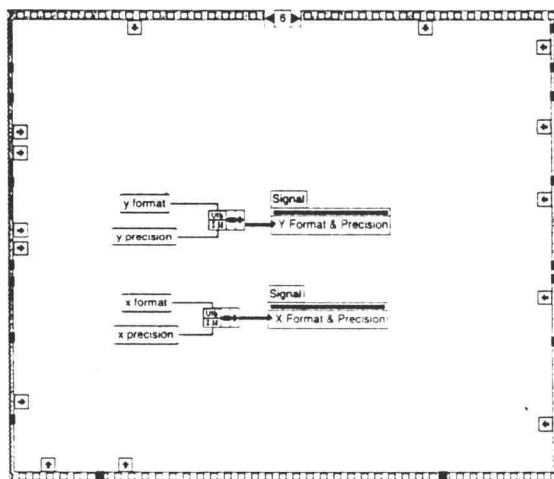 6
y format
Signal
y precision
Y Format & Precision
x format
Signal
x precision
X Format & Precision